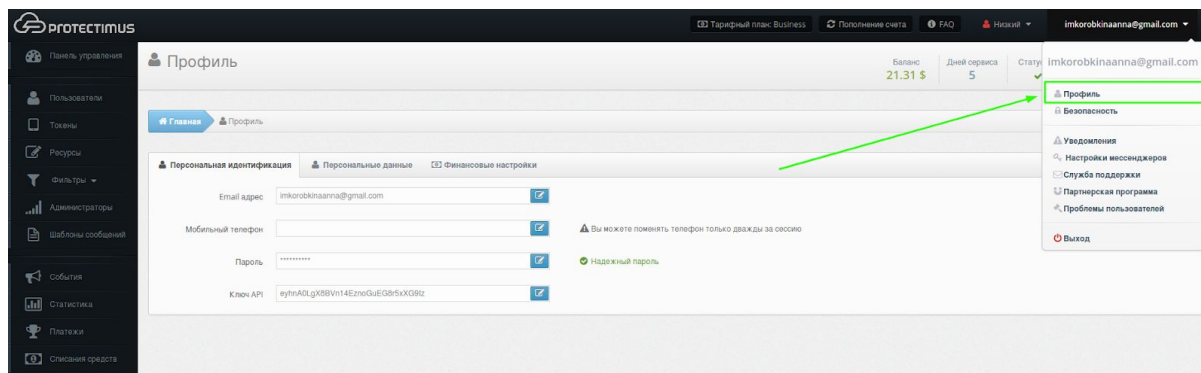 PROTECTIMUS
Тарифный план: Business
Пополнение счета
FAQ
Низкий
imkorobkinaanna@gmail.com
Панель управления
Пользователи
Токены
Ресурсы
Фильтры
Администраторы
Шаблоны сообщений
События
Статистика
Платежи
Списания средств
Профиль
Баланс
21.31 $
Дней сервиса
5
imkorobkinaanna@gmail.com
Профиль
Безопасность
Уведомления
Настройки мессенджеров
Служба поддержки
Партнерская программа
Проблемы пользователей
Выход
Главная
Профиль
Персональная идентификация
Персональные данные
Финансовые настройки
Email адрес
imkorobkinaanna@gmail.com
Мобильный телефон
Вы можете поменять телефон только дважды за сессию
Пароль
**********
Надежный пароль
Ключ API